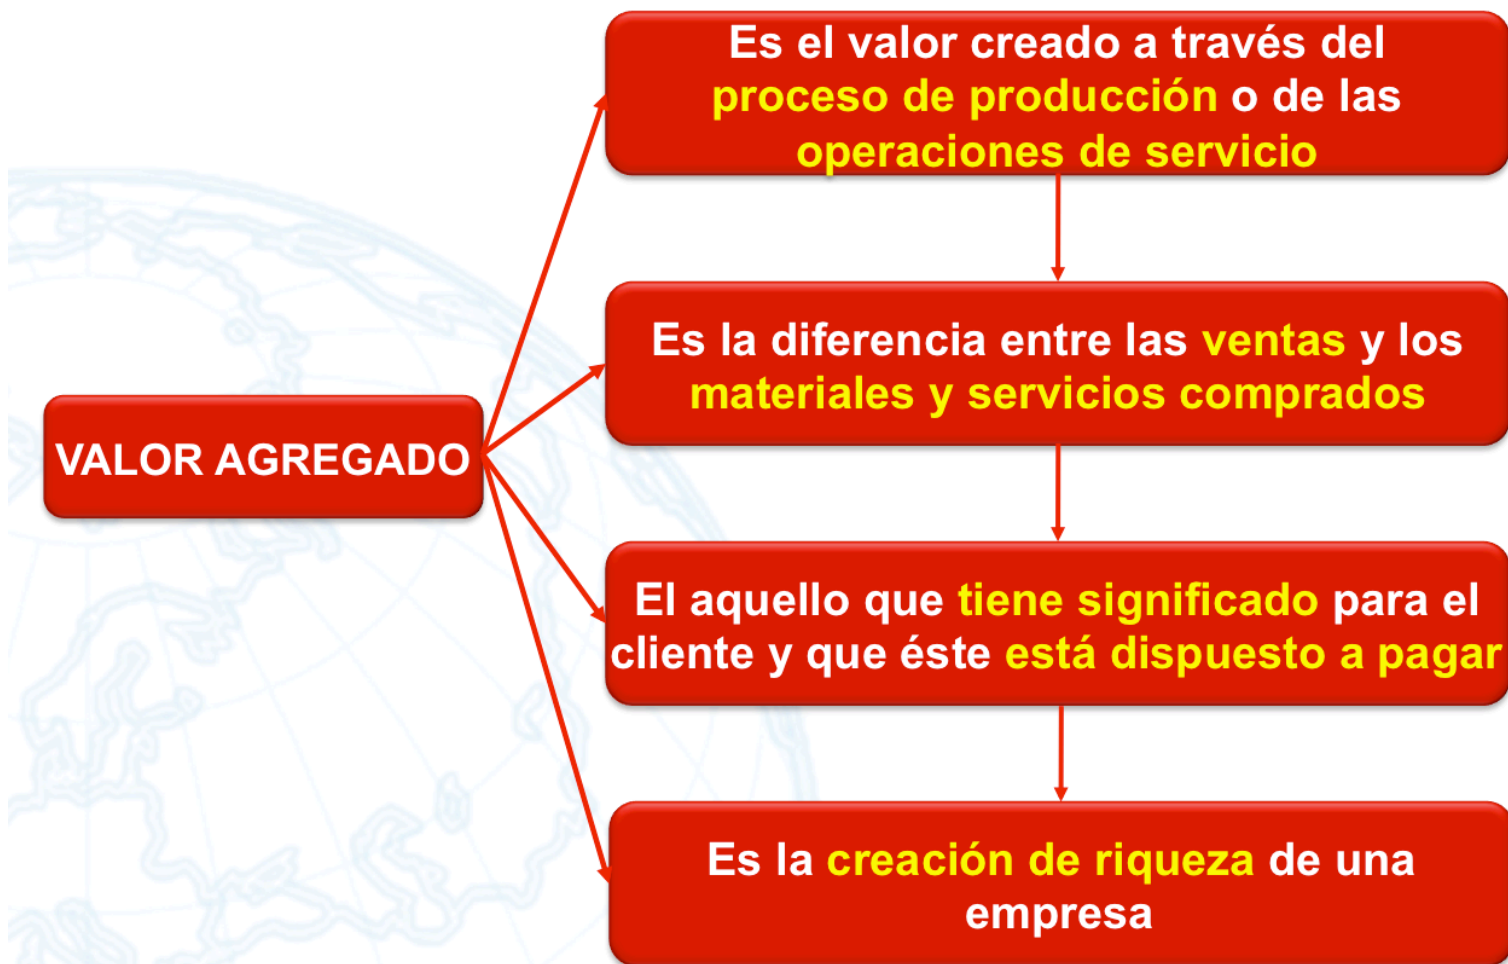 VALOR AGREGADO
Es el valor creado a través del
proceso de producción o de las
operaciones de servicio
Es la diferencia entre las ventas y los
materiales y servicios comprados
El aquello que tiene significado para el
cliente y que éste está dispuesto a pagar
Es la creación de riqueza de una
empresa